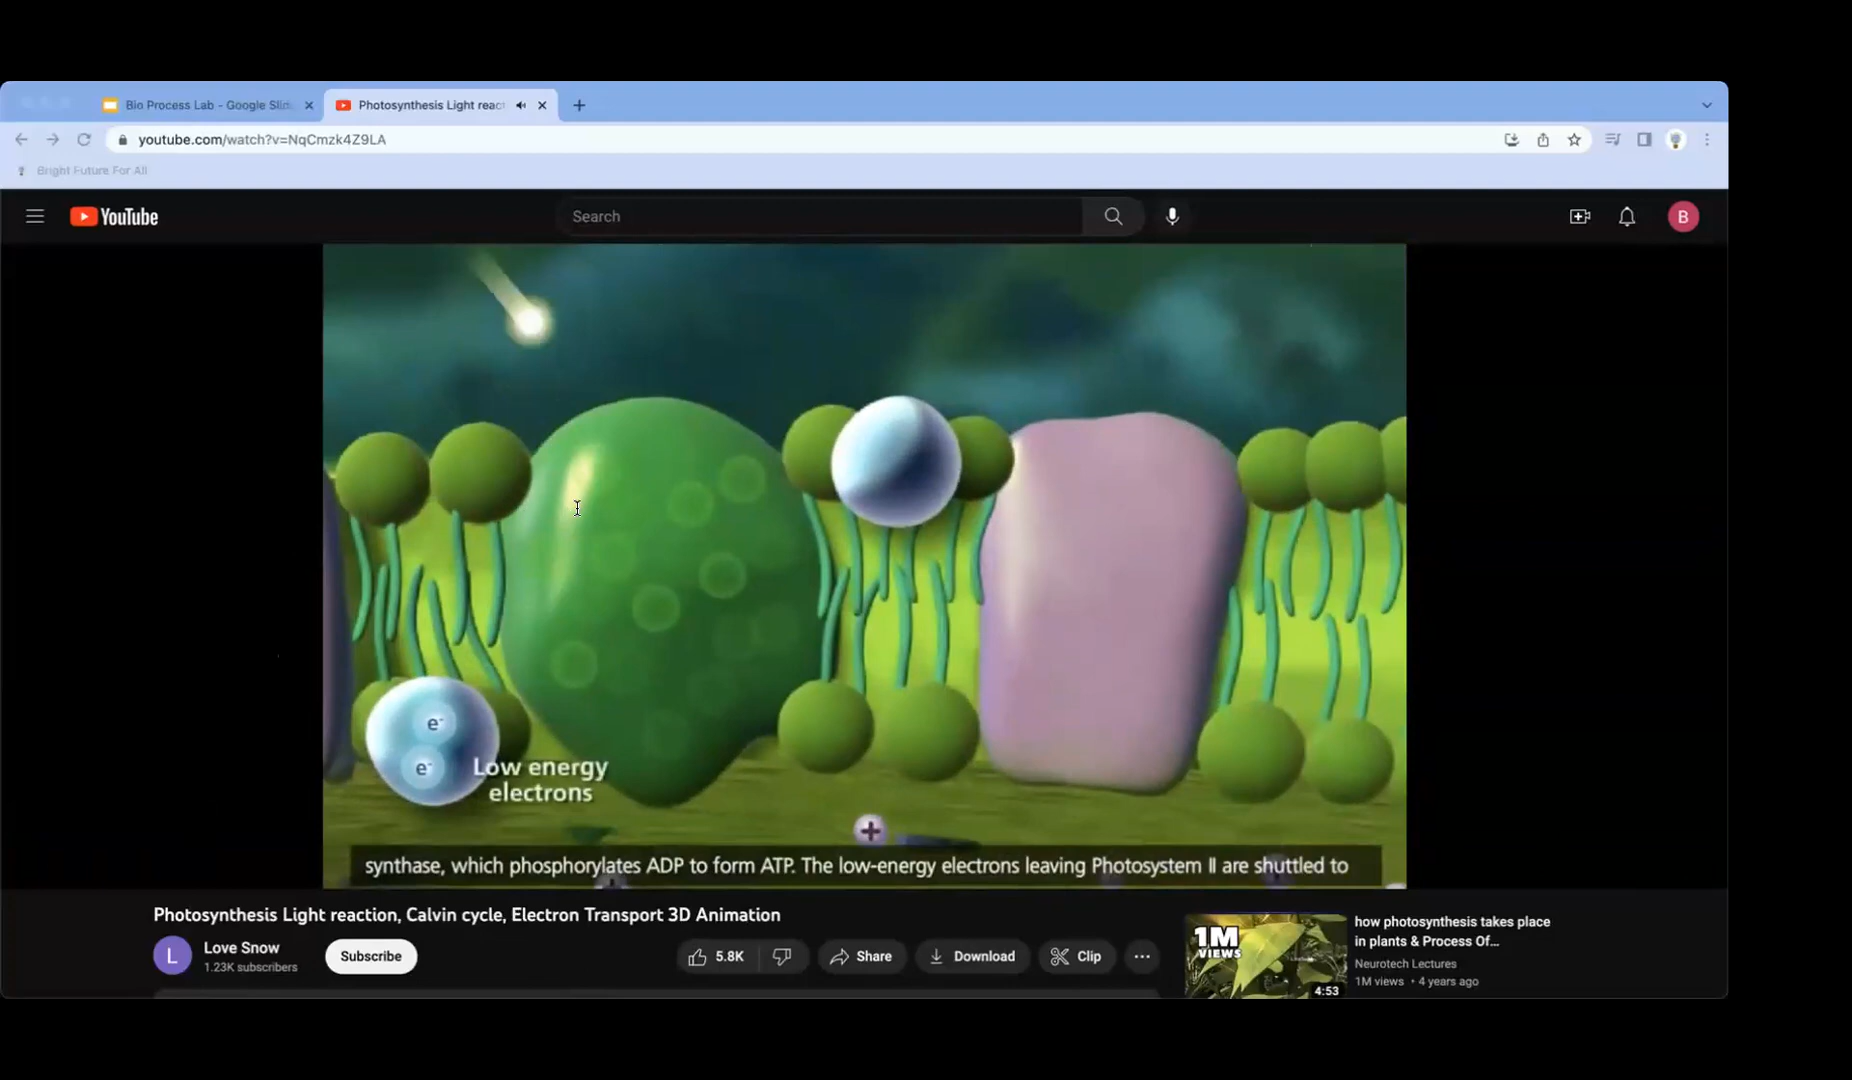 Bio Process Lab - Google Slid
Photosynthesis Light react
youtube.com/watch?v=NqCmzk4Z9LA
Bright Future For All
YouTube
Search
B
e-
e-
Low energy
electrons
+
synthase, which phosphorylates ADP to form ATP. The low-energy electrons leaving Photosystem II are shuttled to
Photosynthesis Light reaction, Calvin cycle, Electron Transport 3D Animation
L
Love Snow
1.23K subscribers
Subscribe
5.8K
Share
Download
Clip
1M
VIEWS
4:53
how photosynthesis takes place
in plants & Process Of...
Neurotech Lectures
1M views • 4 years ago